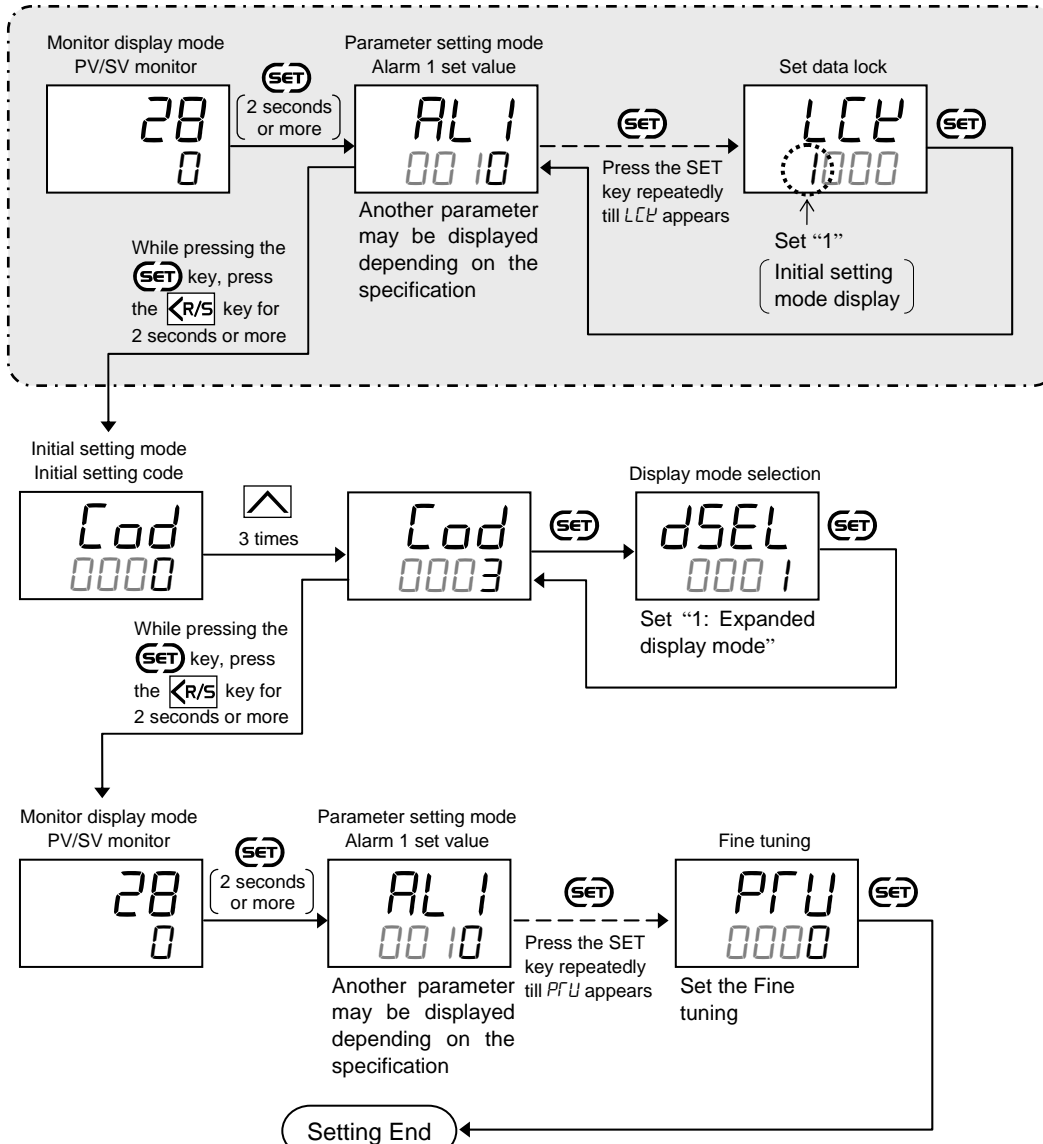 Monitor display mode
PV/SV monitor
28
0
SET
2 seconds
or more
Parameter setting mode
Alarm 1 set value
AL1
0010
Another parameter
may be displayed
depending on the
specification
SET
Press the SET
key repeatedly
till LCK appears
Set data lock
LCK
1000
Set “1”
Initial setting
mode display
SET
While pressing the
SET key, press
the <R/S key for
2 seconds or more
Initial setting mode
Initial setting code
Cod
0000
3 times
Cod
0003
SET
Display mode selection
dSEL
0001
Set “1: Expanded
display mode”
SET
While pressing the
SET key, press
the <R/S key for
2 seconds or more
Monitor display mode
PV/SV monitor
28
0
SET
2 seconds
or more
Parameter setting mode
Alarm 1 set value
AL1
0010
Another parameter
may be displayed
depending on the
specification
SET
Press the SET
key repeatedly
till PTU appears
Fine tuning
PTU
0000
Set the Fine
tuning
SET
Setting End